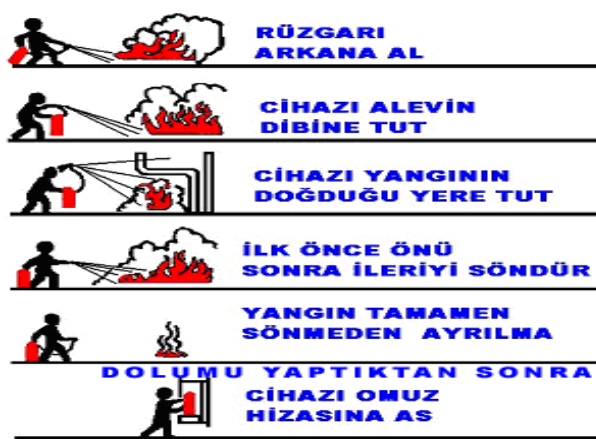 RÜZGARI
ARKANA AL
CİHAZI ALEVİN
DİBİNE TUT
CİHAZI YANGININ
DOĞDUĞU YERE TUT
İLK ÖNCE ÖNÜ
SONRA İLERİYİ SÖNDÜR
YANGIN TAMAMEN
SÖNMEDEN AYRILMA
DOLUMU YAPTIKTAN SONRA
CİHAZI OMUZ
HİZASINA AS